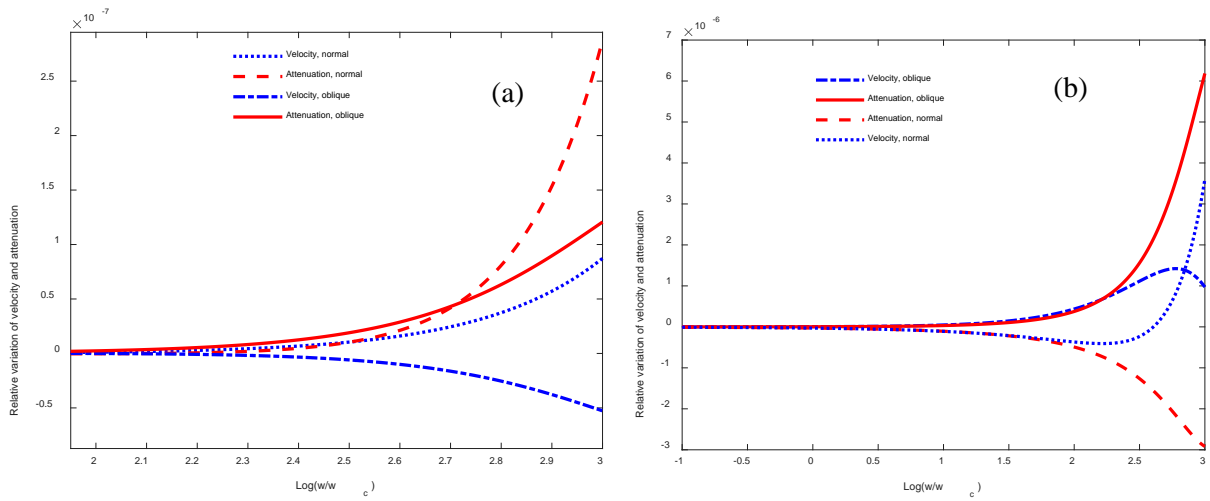 × 10 -7
2.5
2
1.5
1
0.5
0
-0.5
Relative variation of velocity and attenuation
Velocity, normal
Attenuation, normal
Velocity, oblique
Attenuation, oblique
(a)
2 2.1 2.2 2.3 2.4 2.5 2.6 2.7 2.8 2.9 3
Log(w/w c)
× 10 -6
7
6
5
4
3
2
1
0
-1
-2
-3
Relative variation of velocity and attenuation
Velocity, oblique
Attenuation, oblique
Attenuation, normal
Velocity, normal
(b)
-1 -0.5 0 0.5 1 1.5 2 2.5 3
Log(w/w c)